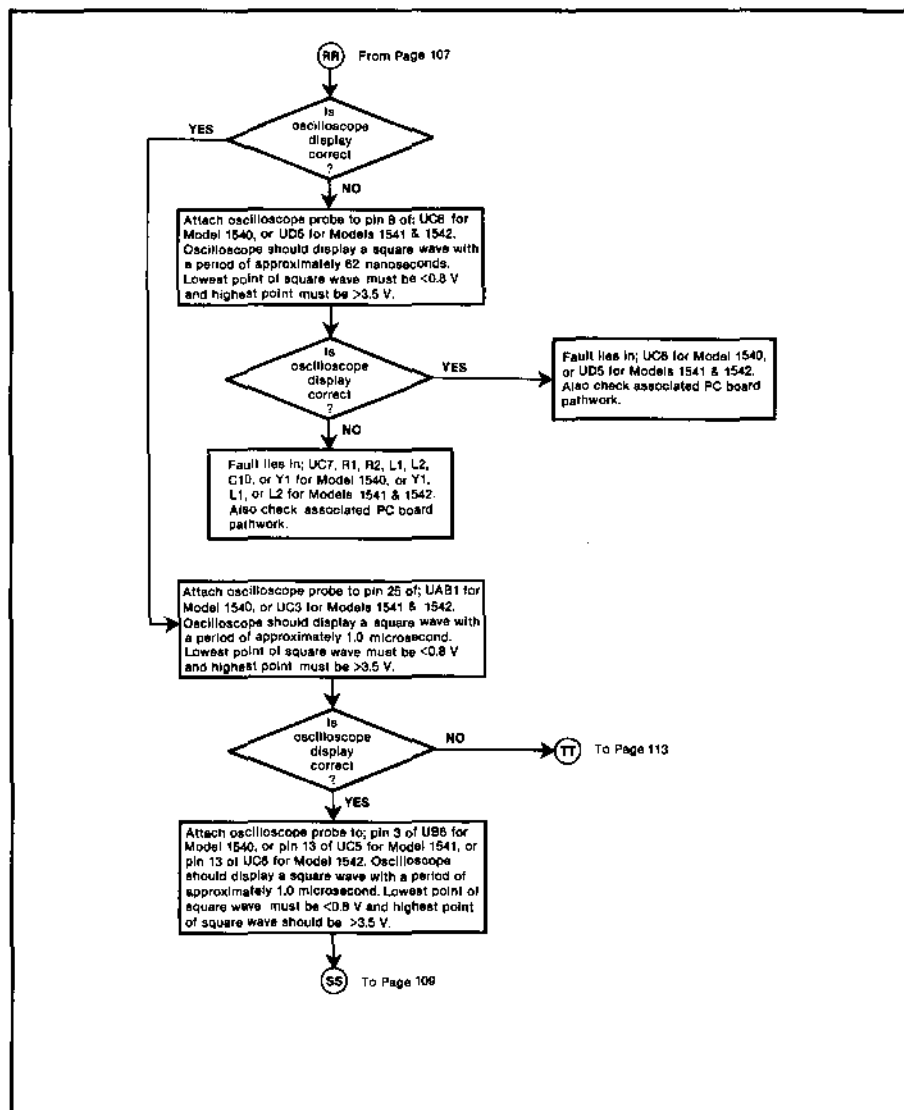 RR From Page 107
Is
oscilloscope
display
correct
?
YES
NO
Attach oscilloscope probe to pin 8 of; UC6 for
Model 1540, or UD5 for Models 1541 & 1542.
Oscilloscope should display a square wave with
a period of approximately 62 nanoseconds.
Lowest point of square wave must be <0.8 V
and highest point must be >3.5 V.
Is
oscilloscope
display
correct
?
YES
Fault lies in; UC6 for Model 1540,
or UD5 for Models 1541 & 1542.
Also check associated PC board
pathwork.
NO
Fault lies in; UC7, R1, R2, L1, L2,
C10, or Y1 for Model 1540, or Y1,
L1, or L2 for Models 1541 & 1542.
Also check associated PC board
pathwork.
Attach oscilloscope probe to pin 25 of; UAB1 for
Model 1540, or UC3 for Models 1541 & 1542.
Oscilloscope should display a square wave with
a period of approximately 1.0 microsecond.
Lowest point of square wave must be <0.8 V
and highest point must be >3.5 V.
Is
oscilloscope
display
correct
?
NO
TT To Page 113
YES
Attach oscilloscope probe to; pin 3 of UB6 for
Model 1540, or pin 13 of UC5 for Model 1541, or
pin 13 of UC6 for Model 1542. Oscilloscope
should display a square wave with a period of
approximately 1.0 microsecond. Lowest point of
square wave must be <0.8 V and highest point
of square wave should be >3.5 V.
SS To Page 109